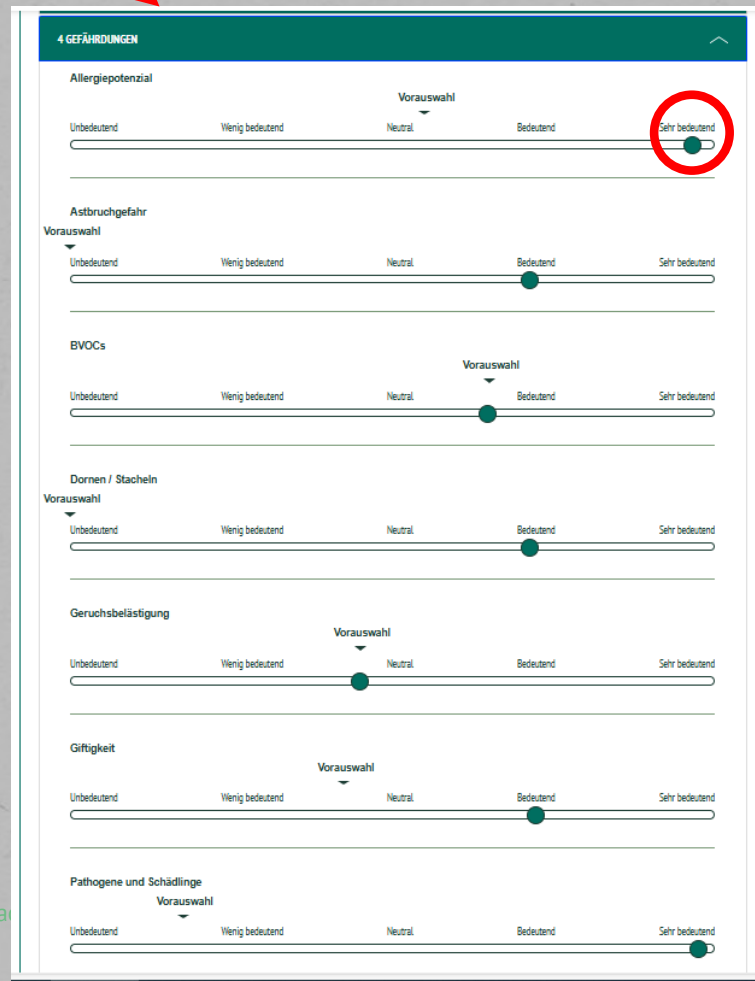 4 GEFÄHRDUNGEN
Allergiepotenzial
Vorauswahl
Unbedeutend Wenig bedeutend Neutral Bedeutend Sehr bedeutend
Astbruchgefahr
Vorauswahl
Unbedeutend Wenig bedeutend Neutral Bedeutend Sehr bedeutend
BVOCs
Vorauswahl
Unbedeutend Wenig bedeutend Neutral Bedeutend Sehr bedeutend
Dornen / Stacheln
Vorauswahl
Unbedeutend Wenig bedeutend Neutral Bedeutend Sehr bedeutend
Geruchsbelästigung
Vorauswahl
Unbedeutend Wenig bedeutend Neutral Bedeutend Sehr bedeutend
Giftigkeit
Vorauswahl
Unbedeutend Wenig bedeutend Neutral Bedeutend Sehr bedeutend
Pathogene und Schädlinge
Vorauswahl
Unbedeutend Wenig bedeutend Neutral Bedeutend Sehr bedeutend